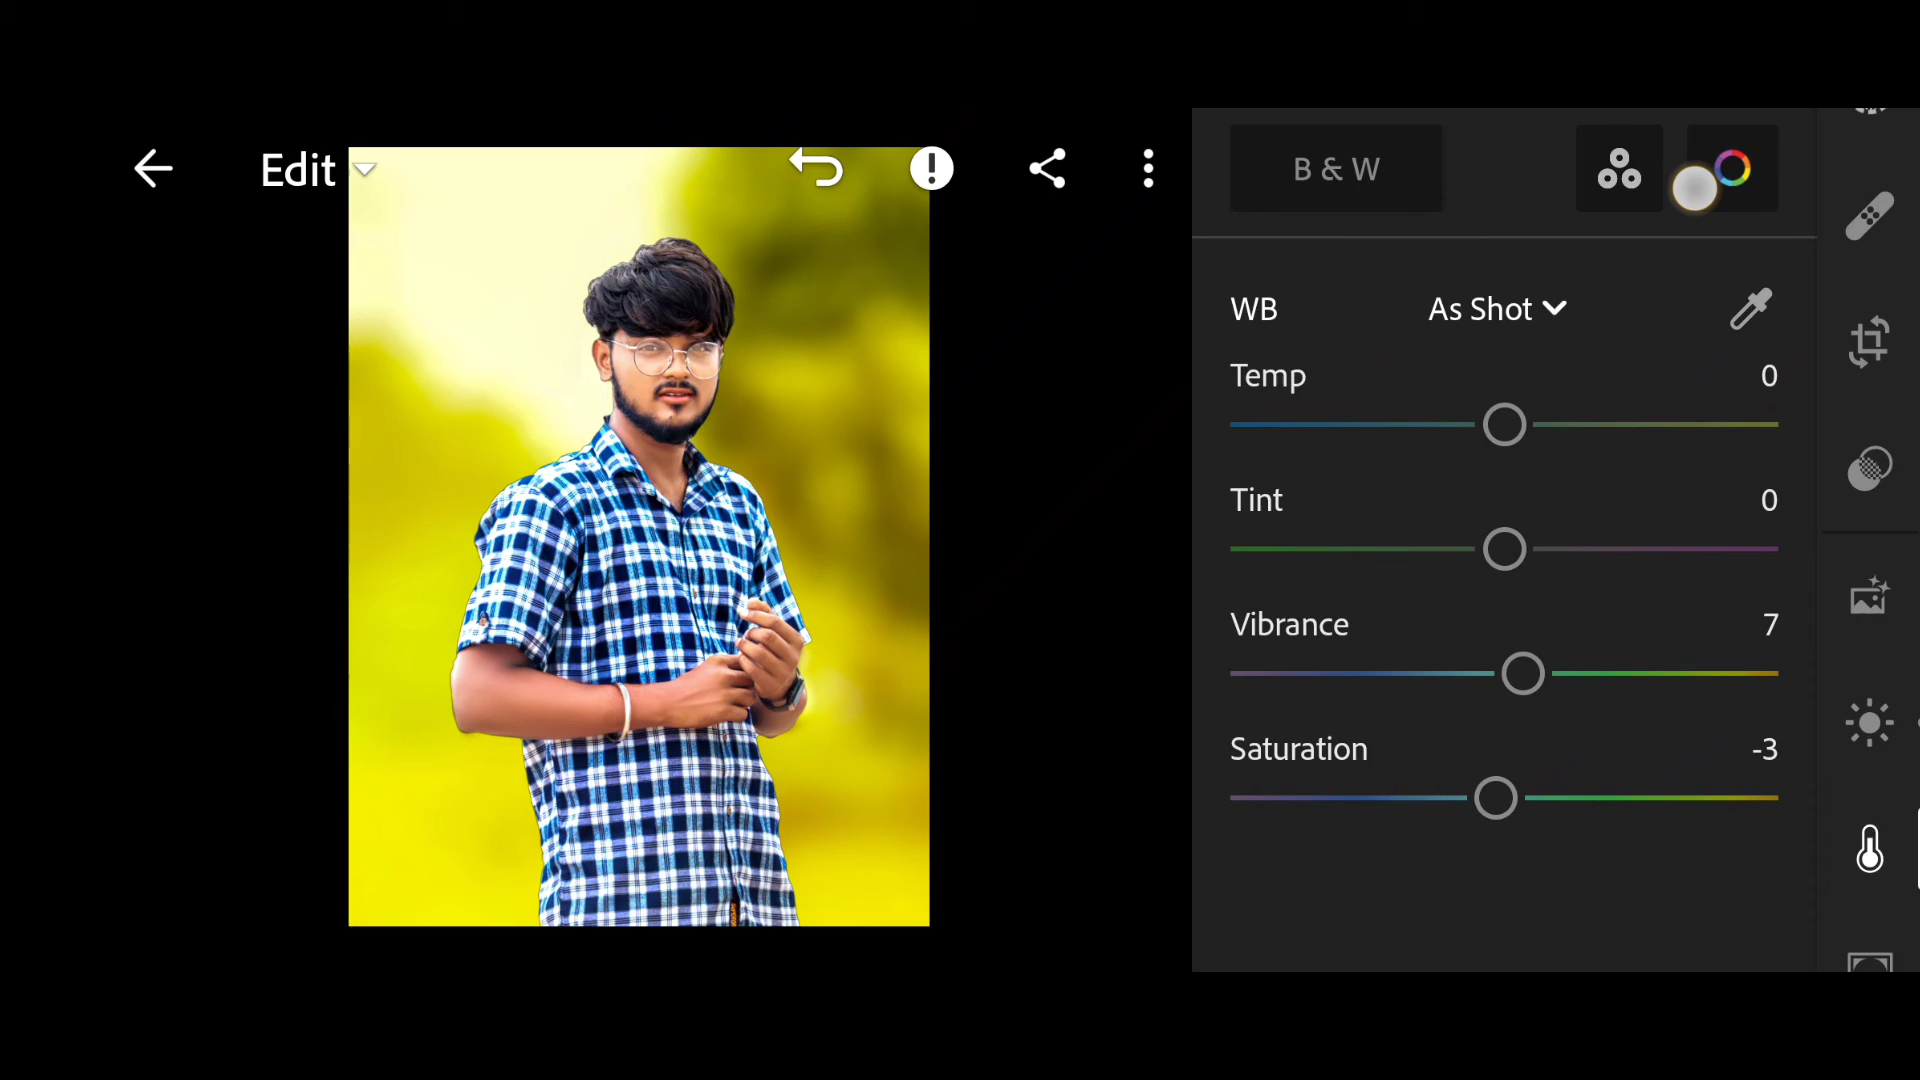 Edit
B & W
WB As Shot
Temp 0
Tint 0
Vibrance 7
Saturation -3